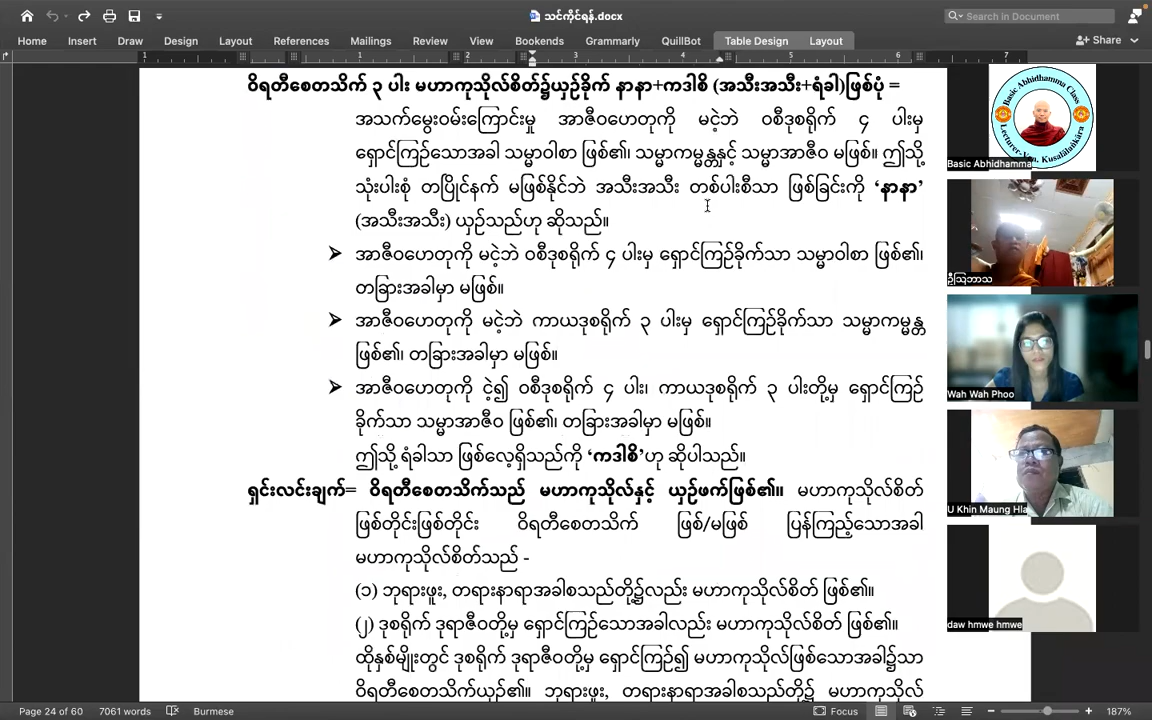 သင်ကိုင်ရန်.docx
Search in Document
Home Insert Draw Design Layout References Mailings Review View Bookends Grammarly QuillBot Table Design Layout
Share
1 1 2 3 4 5 6 7
ဝိရတီစေတသိက် ၃ ပါး မဟာကုသိုလ်စိတ်၌ယှဉ်ခိုက် နာနာ+ကဒါစိ (အသီးအသီး+ရံခါ)ဖြစ်ပုံ =
အသက်မွေးဝမ်းကြောင်းမှု အာဇီဝဟေတုကို မငဲ့ဘဲ ဝစီဒုစရိုက် ၄ ပါးမှ
ရှောင်ကြဉ်သောအခါ သမ္မာဝါစာ ဖြစ်၏၊ သမ္မာကမ္မန္တနှင့် သမ္မာအာဇီဝ မဖြစ်။ ဤသို့
သုံးပါးစုံ တပြိုင်နက် မဖြစ်နိုင်ဘဲ အသီးအသီး တစ်ပါးစီသာ ဖြစ်ခြင်းကို ‘နာနာ’
(အသီးအသီး) ယှဉ်သည်ဟု ဆိုသည်။
➢ အာဇီဝဟေတုကို မငဲ့ဘဲ ဝစီဒုစရိုက် ၄ ပါးမှ ရှောင်ကြဉ်ခိုက်သာ သမ္မာဝါစာ ဖြစ်၏၊
တခြားအခါမှာ မဖြစ်။
➢ အာဇီဝဟေတုကို မငဲ့ဘဲ ကာယဒုစရိုက် ၃ ပါးမှ ရှောင်ကြဉ်ခိုက်သာ သမ္မာကမ္မန္တ
ဖြစ်၏၊ တခြားအခါမှာ မဖြစ်။
➢ အာဇီဝဟေတုကို ငဲ့၍ ဝစီဒုစရိုက် ၄ ပါး၊ ကာယဒုစရိုက် ၃ ပါးတို့မှ ရှောင်ကြဉ်
ခိုက်သာ သမ္မာအာဇီဝ ဖြစ်၏၊ တခြားအခါမှာ မဖြစ်။
ဤသို့ ရံခါသာ ဖြစ်လေ့ရှိသည်ကို ‘ကဒါစိ’ဟု ဆိုပါသည်။
ရှင်းလင်းချက်= ဝိရတီစေတသိက်သည် မဟာကုသိုလ်နှင့် ယှဉ်ဖက်ဖြစ်၏။ မဟာကုသိုလ်စိတ်
ဖြစ်တိုင်းဖြစ်တိုင်း ဝိရတီစေတသိက် ဖြစ်/မဖြစ် ပြန်ကြည့်သောအခါ
မဟာကုသိုလ်စိတ်သည် -
(၁) ဘုရားဖူး, တရားနာရာအခါစသည်တို့၌လည်း မဟာကုသိုလ်စိတ် ဖြစ်၏။
(၂) ဒုစရိုက် ဒုရာဇီဝတို့မှ ရှောင်ကြဉ်သောအခါလည်း မဟာကုသိုလ်စိတ် ဖြစ်၏။
ထိုနှစ်မျိုးတွင် ဒုစရိုက် ဒုရာဇီဝတို့မှ ရှောင်ကြဉ်၍ မဟာကုသိုလ်ဖြစ်သောအခါ၌သာ
ဝိရတီစေတသိက်ယှဉ်၏။ ဘုရားဖူး, တရားနာရာအခါစသည်တို့၌ မဟာကုသိုလ်
Basic Abhidhamma Class
Lecturer-Ven. Kusalālaṅkāra
Basic Abhidhamma
ဦးသြဘာသ
Wah Wah Phoo
U Khin Maung Hla
daw hmwe hmwe
Page 24 of 60 7061 words Burmese Focus 187%